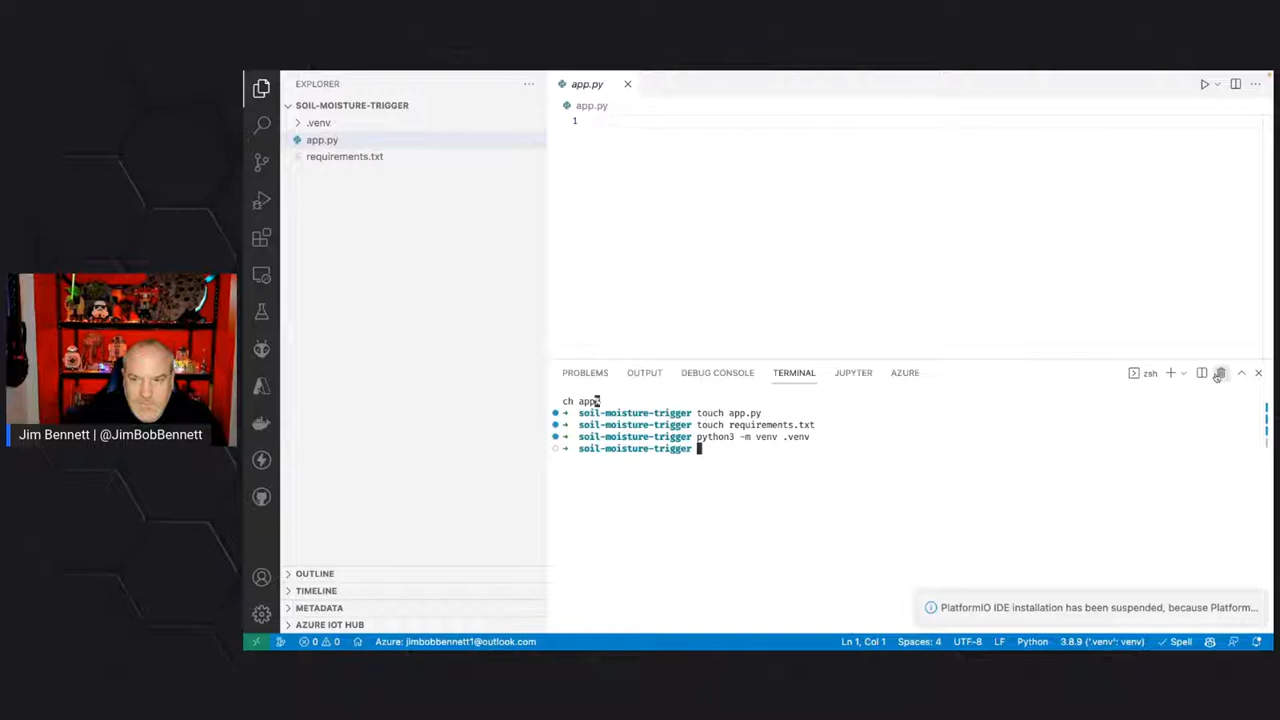 EXPLORER
SOIL-MOISTURE-TRIGGER
.venv
app.py
requirements.txt
app.py
app.py
1
PROBLEMS OUTPUT DEBUG CONSOLE TERMINAL JUPYTER AZURE
zsh
ch app
soil-moisture-trigger touch app.py
soil-moisture-trigger touch requirements.txt
soil-moisture-trigger python3 -m venv .venv
soil-moisture-trigger
Jim Bennett | @JimBobBennett
OUTLINE
TIMELINE
METADATA
AZURE IOT HUB
PlatformIO IDE installation has been suspended, because Platform...
0 0 Azure: jimbobbennett1@outlook.com Ln 1, Col 1 Spaces: 4 UTF-8 LF Python 3.8.9 ('.venv': venv) Spell